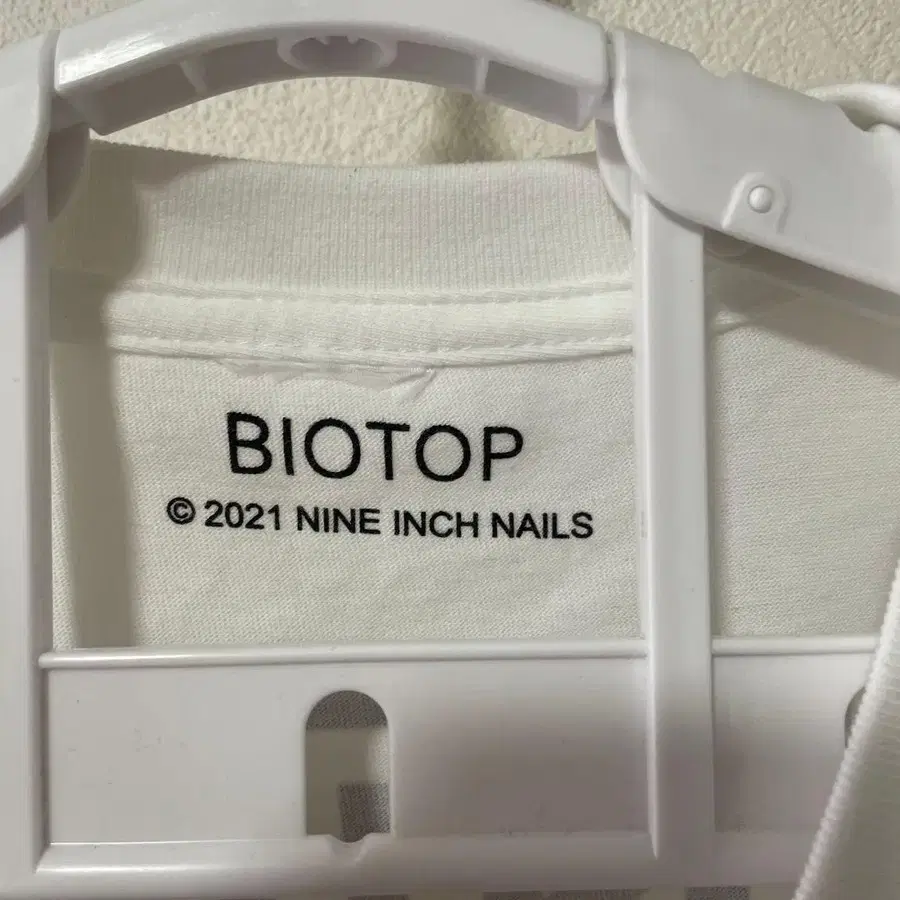 BIOTOP
© 2021 NINE INCH NAILS